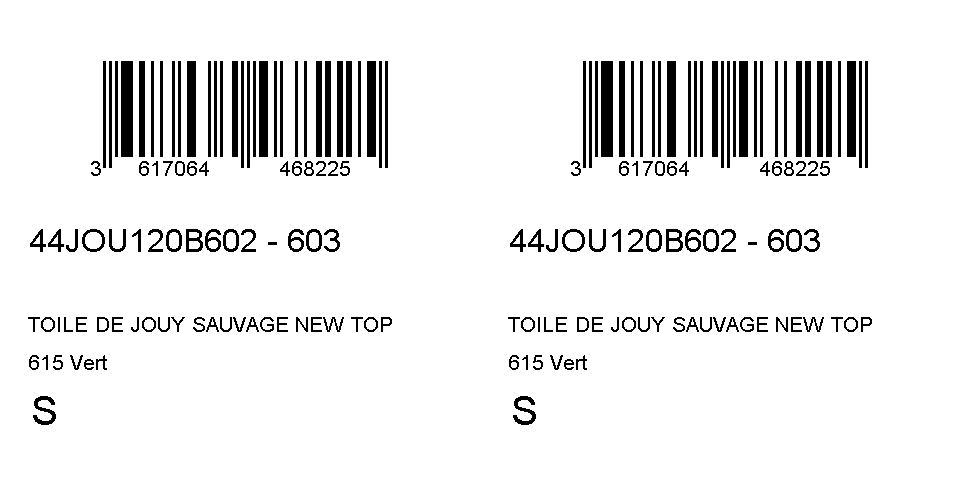 3 617064 468225
44JOU120B602 - 603
TOILE DE JOUY SAUVAGE NEW TOP
615 Vert
S
3 617064 468225
44JOU120B602 - 603
TOILE DE JOUY SAUVAGE NEW TOP
615 Vert
S